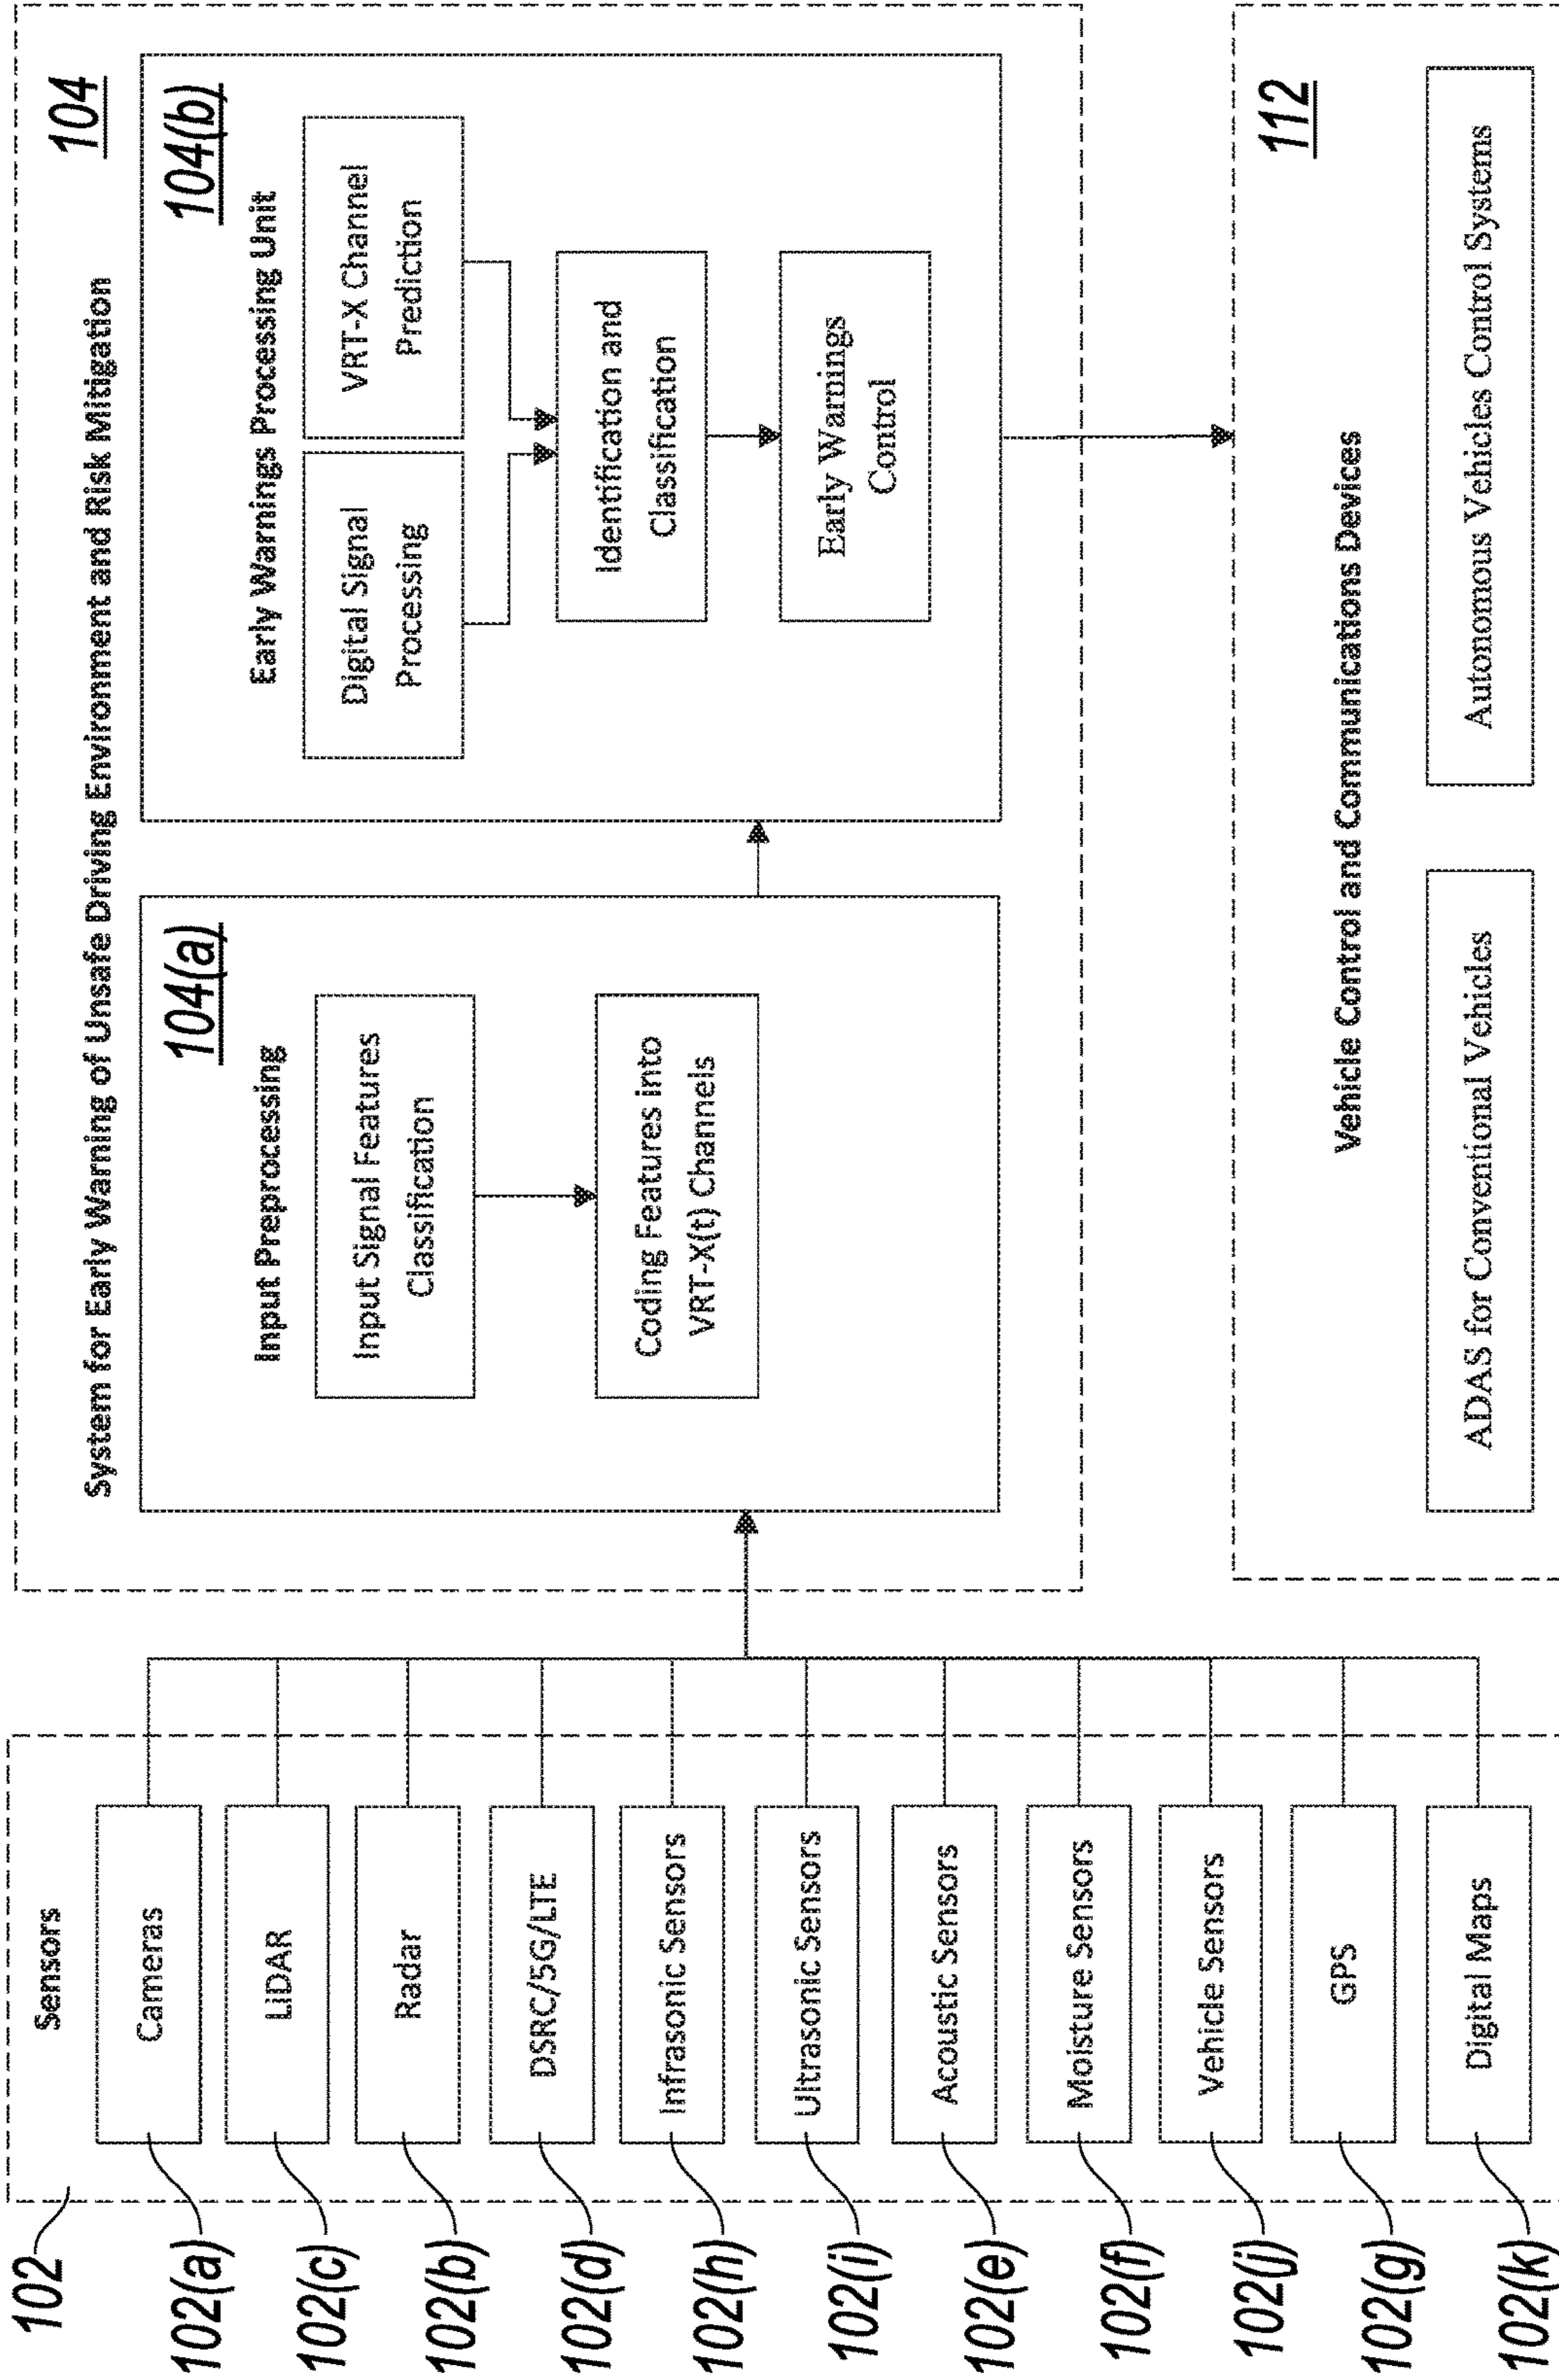 102
Sensors
102(a)
Cameras
102(c)
LiDAR
102(b)
Radar
102(d)
DSRC/5G/LTE
102(h)
Infrasonic Sensors
102(i)
Ultrasonic Sensors
102(e)
Acoustic Sensors
102(f)
Moisture Sensors
102(j)
Vehicle Sensors
102(g)
GPS
102(k)
Digital Maps
104
System for Early Warning of Unsafe Driving Environment and Risk Mitigation
104(a)
Input Preprocessing
Input Signal Features
Classification
Coding Features into
VRT-X(t) Channels
104(b)
Early Warnings Processing Unit
Digital Signal
Processing
VRT-X Channel
Prediction
Identification and
Classification
Early Warnings
Control
112
Vehicle Control and Communications Devices
ADAS for Conventional Vehicles
Autonomous Vehicles Control Systems